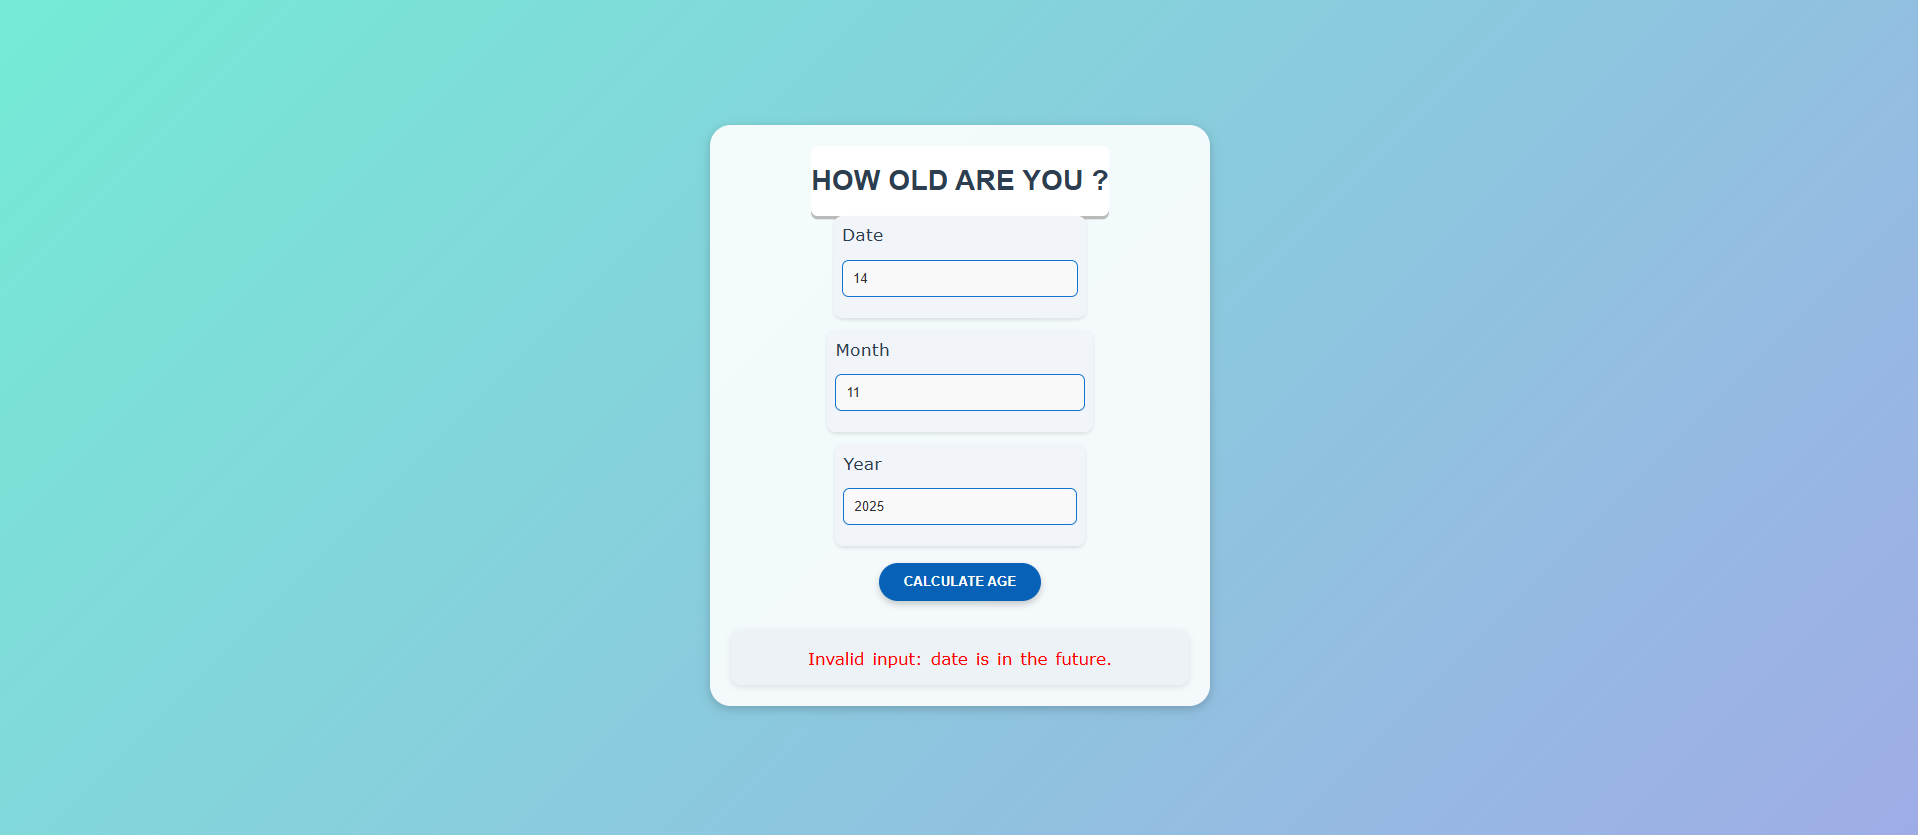 HOW OLD ARE YOU ?
Date
14
Month
11
Year
2025
CALCULATE AGE
Invalid input: date is in the future.